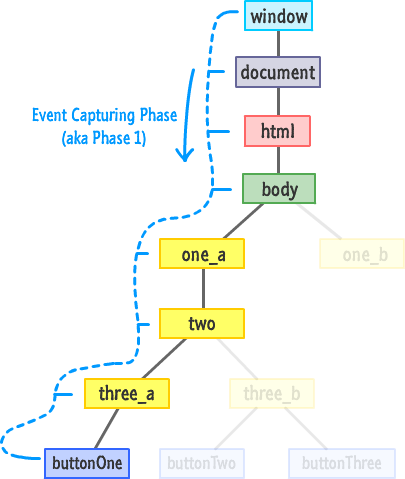 window
document
Event Capturing Phase
(aka Phase 1)
html
body
one_a
one_b
two
three_a
three_b
buttonOne
buttonTwo
buttonThree